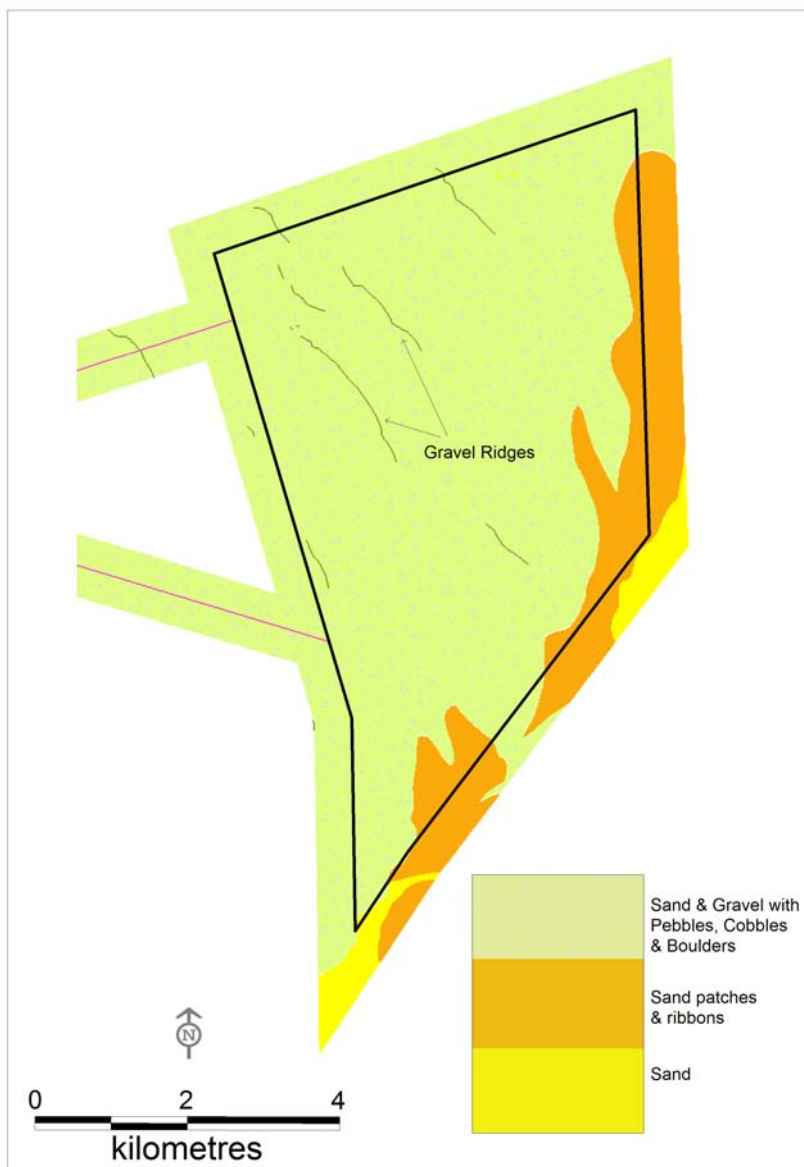 Gravel Ridges
Sand & Gravel with
Pebbles, Cobbles
& Boulders
Sand patches
& ribbons
Sand
N
0 2 4
kilometres